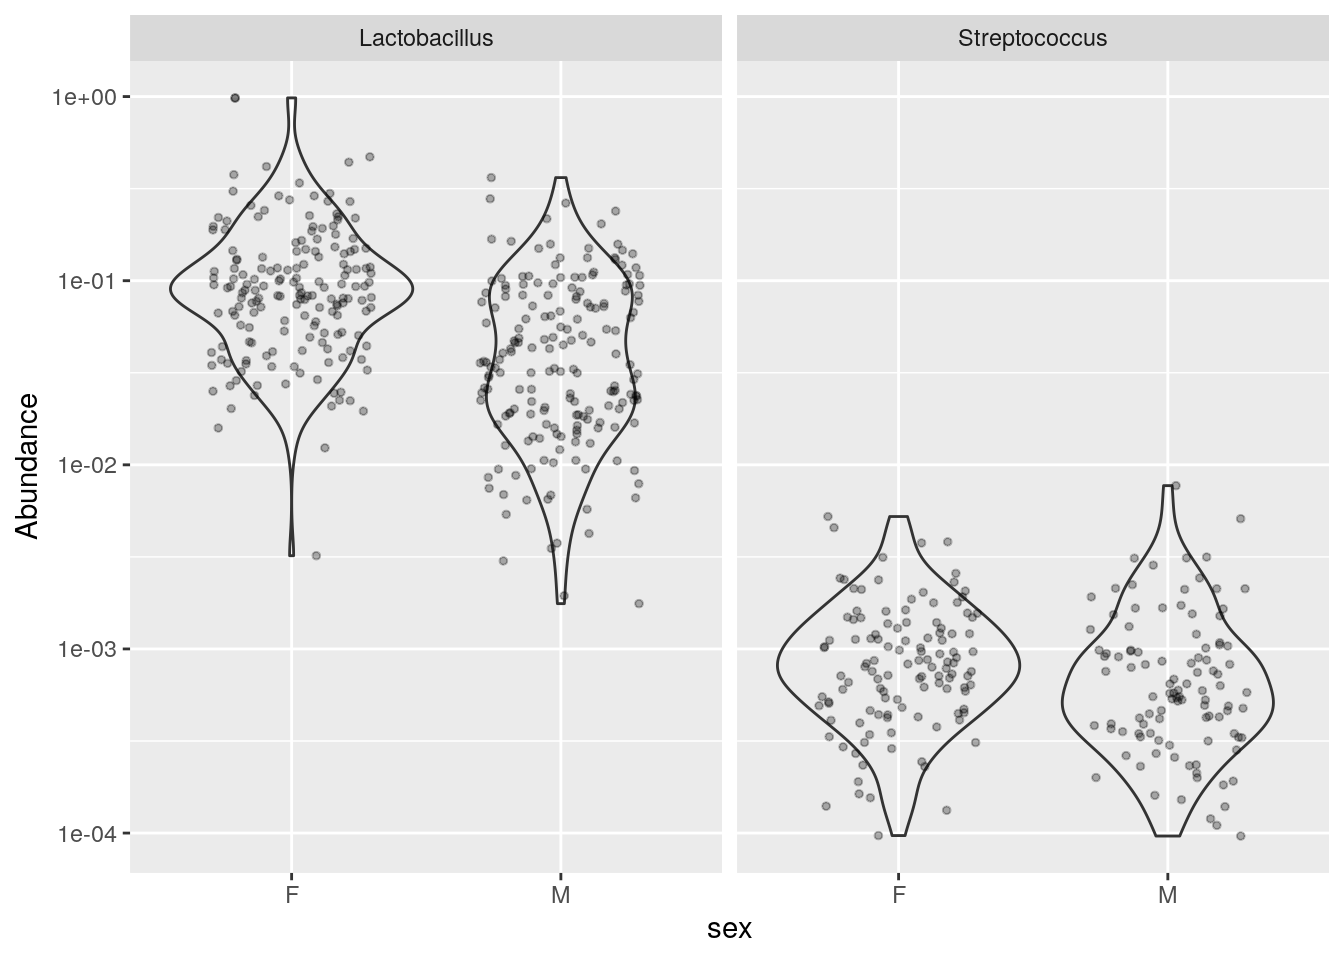 Lactobacillus
Streptococcus
Abundance
1e+00
1e-01
1e-02
1e-03
1e-04
F
M
F
M
sex